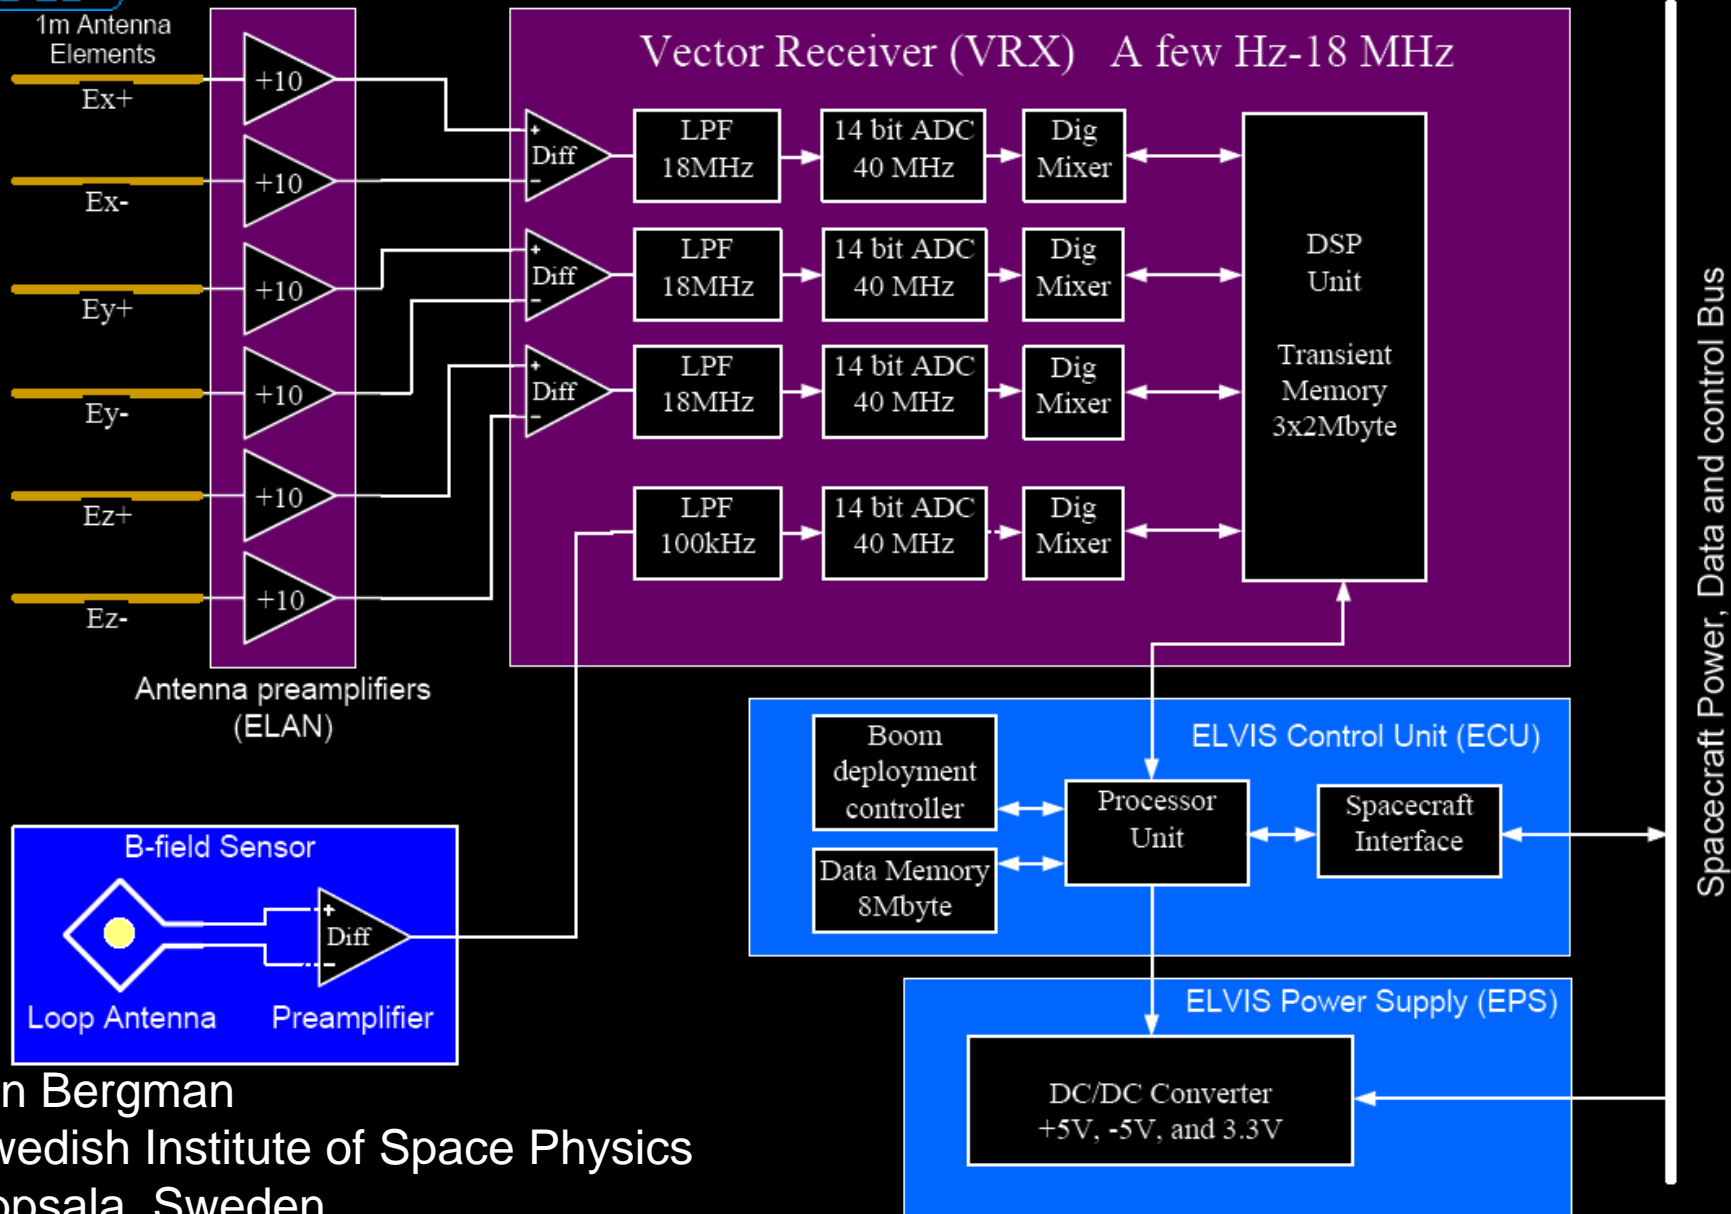 1m Antenna
Elements
Ex+
Ex-
Ey+
Ey-
Ez+
Ez-
+10
+10
+10
+10
+10
+10
Antenna preamplifiers
(ELAN)
Vector Receiver (VRX) A few Hz-18 MHz
+
Diff
-
LPF
18MHz
14 bit ADC
40 MHz
Dig
Mixer
+
Diff
-
LPF
18MHz
14 bit ADC
40 MHz
Dig
Mixer
+
Diff
-
LPF
18MHz
14 bit ADC
40 MHz
Dig
Mixer
LPF
100kHz
14 bit ADC
40 MHz
Dig
Mixer
DSP
Unit
Transient
Memory
3x2Mbyte
ELVIS Control Unit (ECU)
Boom
deployment
controller
Data Memory
8Mbyte
Processor
Unit
Spacecraft
Interface
Spacecraft Power, Data and control Bus
B-field Sensor
+
Diff
-
Loop Antenna
Preamplifier
ELVIS Power Supply (EPS)
DC/DC Converter
+5V, -5V, and 3.3V
Bergman
Institute of Space Physics
Sweden